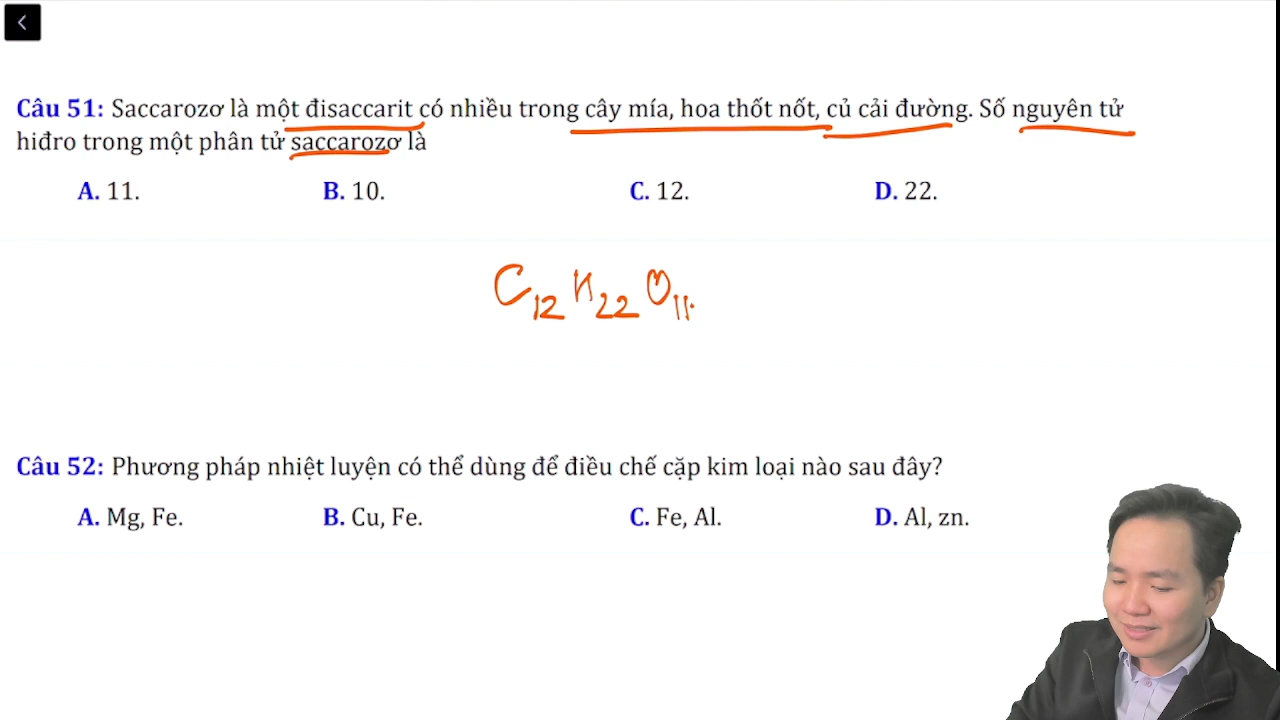 Câu 51: Saccarozơ là một đisaccarit có nhiều trong cây mía, hoa thốt nốt, củ cải đường. Số nguyên tử
hiđro trong một phân tử saccarozơ là
A. 11. B. 10. C. 12. D. 22.
C12H22O11
Câu 52: Phương pháp nhiệt luyện có thể dùng để điều chế cặp kim loại nào sau đây?
A. Mg, Fe. B. Cu, Fe. C. Fe, Al. D. Al, zn.